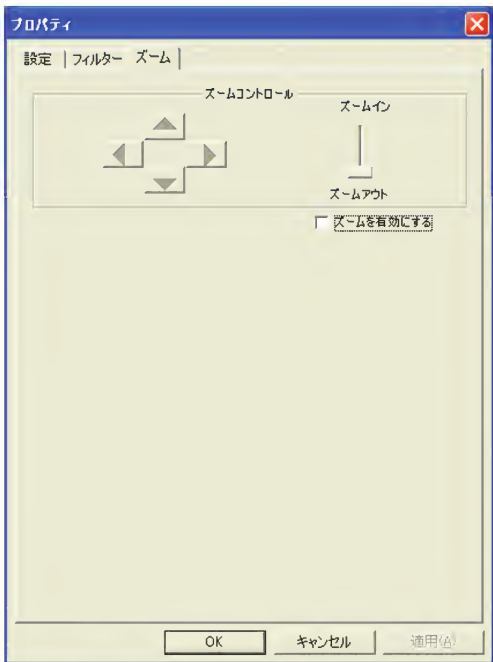 プロパティ
設定 フィルター ズーム
ズームコントロール
ズームイン
ズームアウト
ズームを有効にする
OK キャンセル 適用(A)